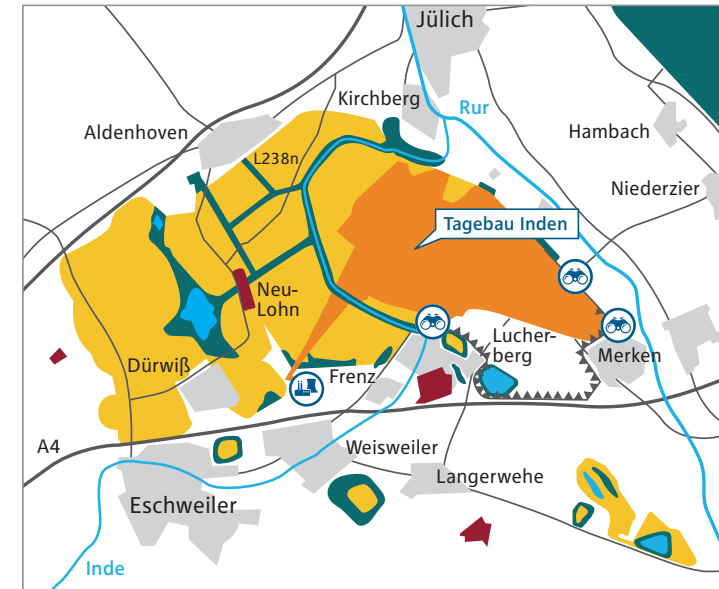 Jülich
Kirchberg
Rur
Aldenhoven
Hambach
L238n
Niederzier
Tagebau Inden
Neu-
Lohn
Lucher-
berg
Merken
Dürwiß
Frenz
A4
Weisweiler
Langerwehe
Eschweiler
Inde